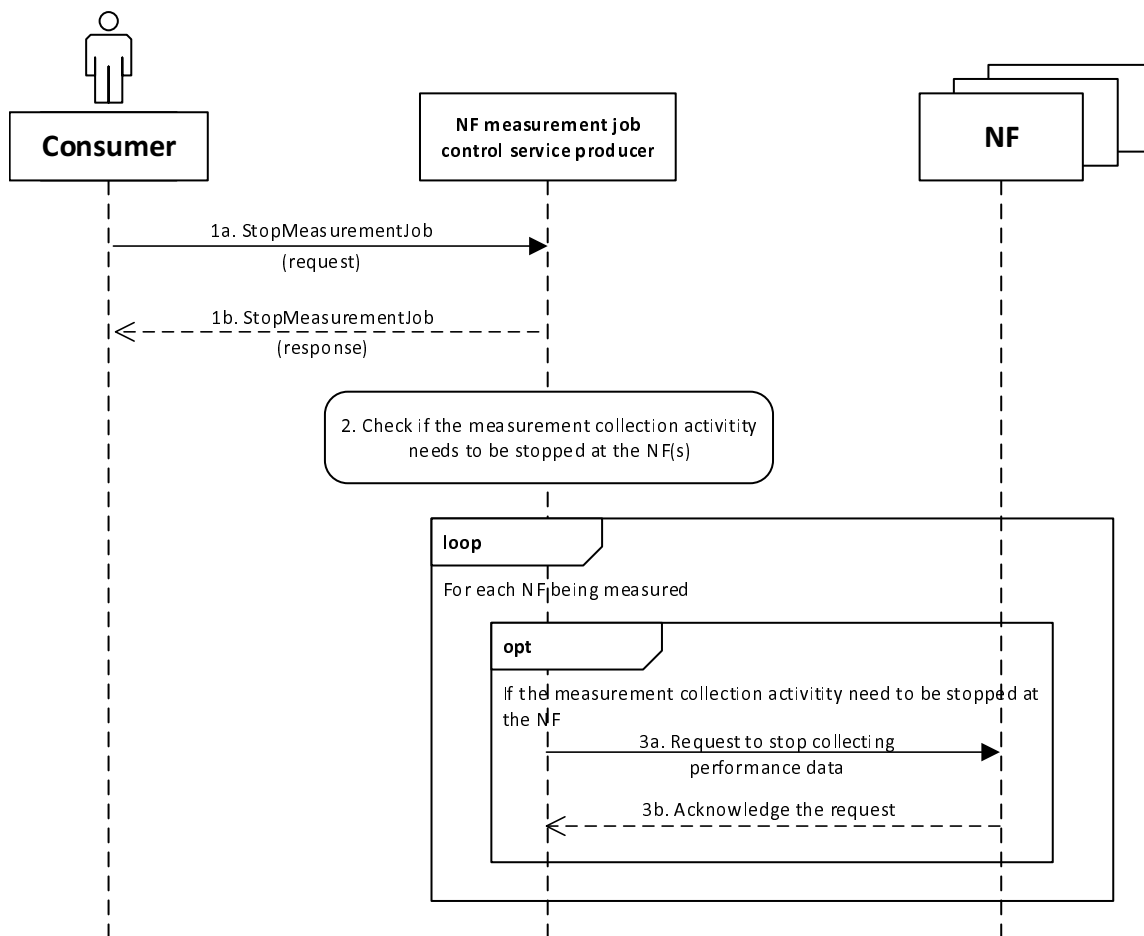 Consumer
NF measurement job
control service producer
NF
1a. StopMeasurementJob
(request)
1b. StopMeasurementJob
(response)
2. Check if the measurement collection activitity
needs to be stopped at the NF(s)
loop
For each NF being measured
opt
If the measurement collection activitity need to be stopped at
the NF
3a. Request to stop collecting
performance data
3b. Acknowledge the request